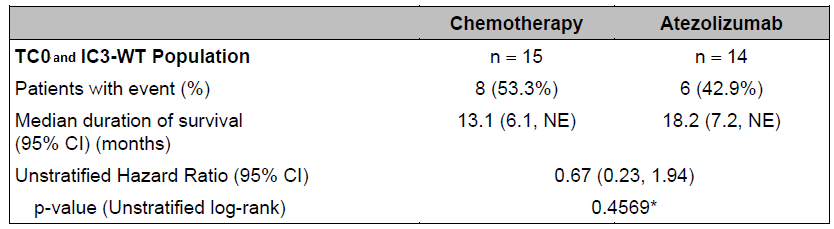 Chemotherapy Atezolizumab
TC0 and IC3-WT Population n = 15 n = 14
Patients with event (%) 8 (53.3%) 6 (42.9%)
Median duration of survival 13.1 (6.1, NE) 18.2 (7.2, NE)
(95% CI) (months)
Unstratified Hazard Ratio (95% CI) 0.67 (0.23, 1.94)
p-value (Unstratified log-rank) 0.4569*